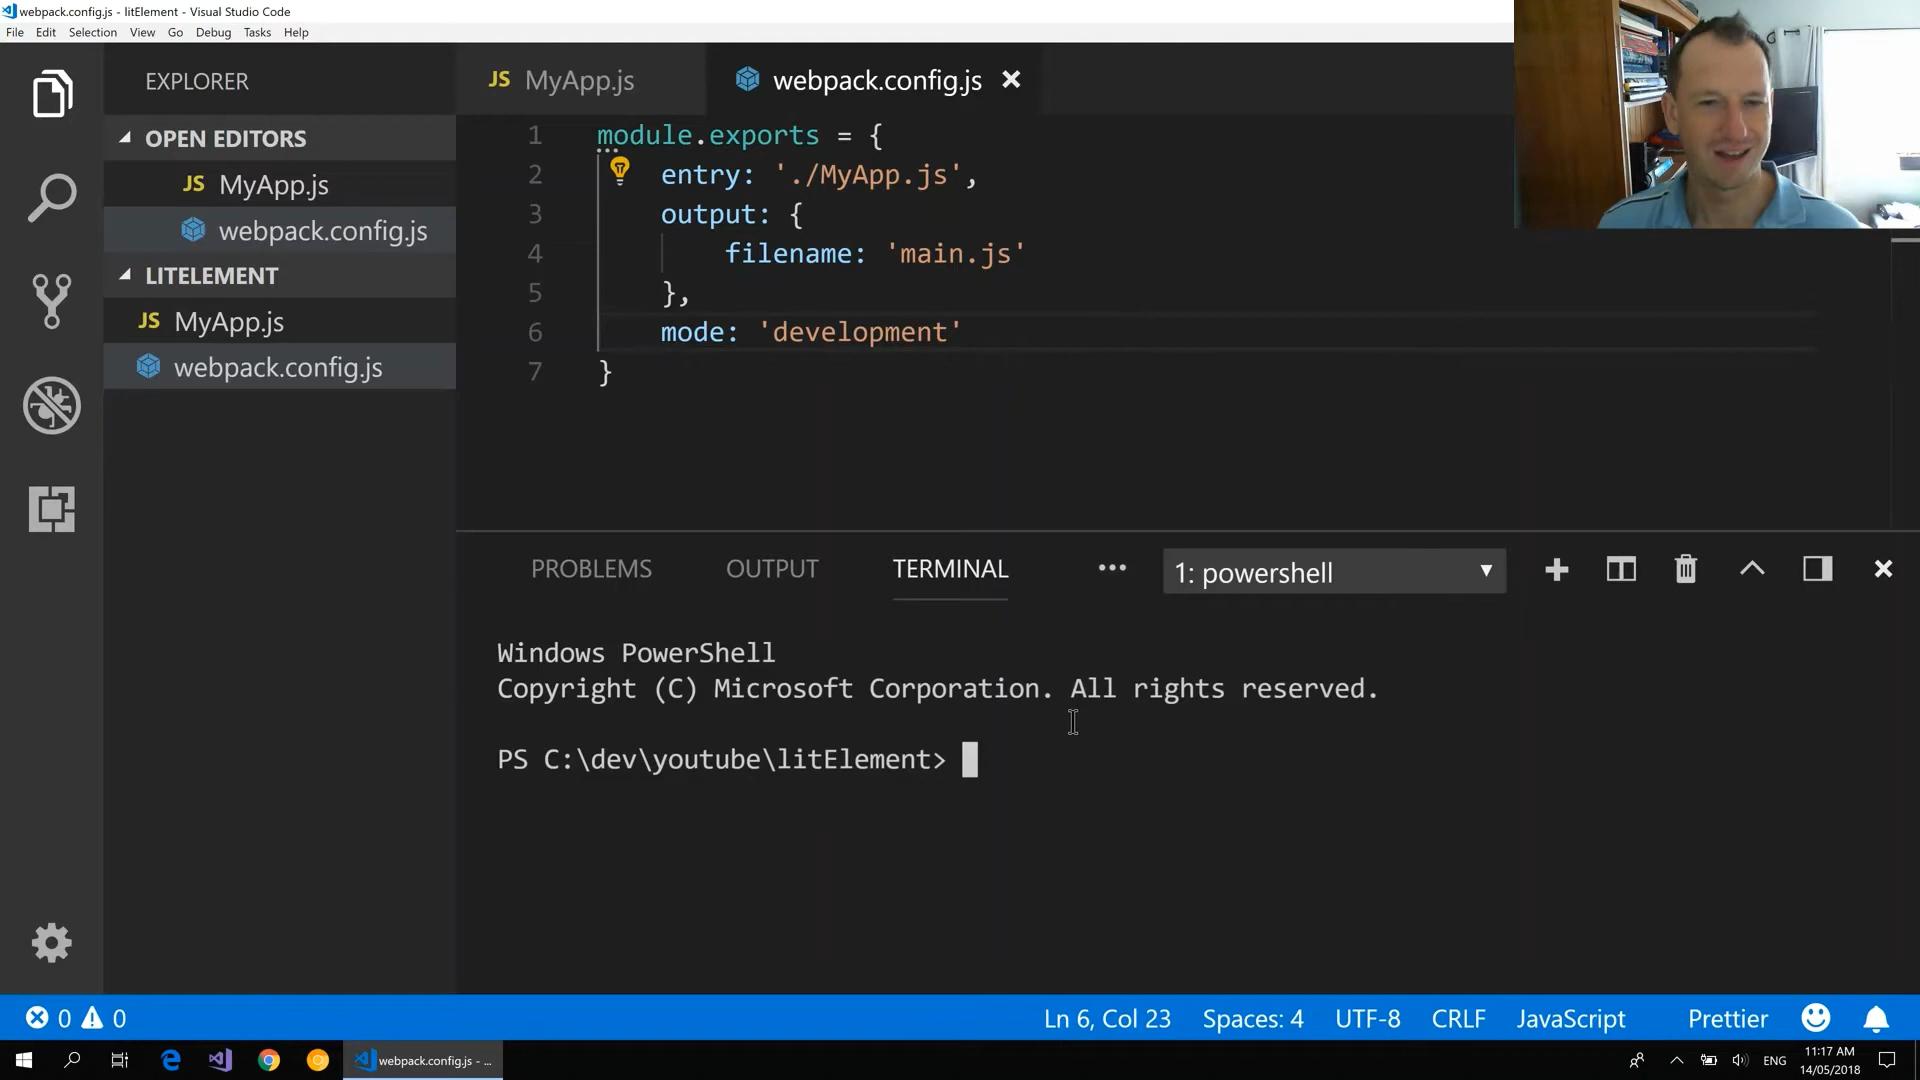 webpack.config.js - litElement - Visual Studio Code
File Edit Selection View Go Debug Tasks Help
EXPLORER
OPEN EDITORS
JS MyApp.js
webpack.config.js
LITELEMENT
JS MyApp.js
webpack.config.js
JS MyApp.js webpack.config.js
1 module.exports = {
2 entry: './MyApp.js',
3 output: {
4 filename: 'main.js'
5 },
6 mode: 'development'
7 }
PROBLEMS OUTPUT TERMINAL ••• 1: powershell
Windows PowerShell
Copyright (C) Microsoft Corporation. All rights reserved.
PS C:\dev\youtube\litElement>
0 0 Ln 6, Col 23 Spaces: 4 UTF-8 CRLF JavaScript Prettier
webpack.config.js - ... ENG 11:17 AM
14/05/2018